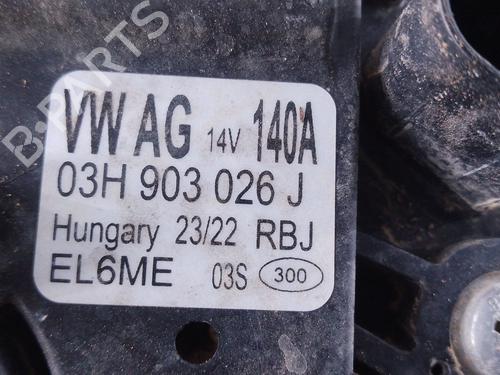 B-PARTS
VW AG 14V 140A
03H 903 026 J
Hungary 23/22 RBJ
EL6ME 03S 300